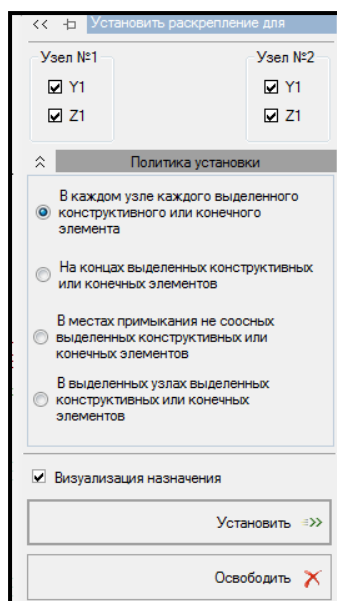 Установить раскрепление для
Узел №1 Узел №2
Y1 Y1
Z1 Z1
Политика установки
В каждом узле каждого выделенного
конструктивного или конечного
элемента
На концах выделенных конструктивных
или конечных элементов
В местах примыкания не соосных
выделенных конструктивных или
конечных элементов
В выделенных узлах выделенных
конструктивных или конечных
элементов
Визуализация назначения
Установить
Освободить